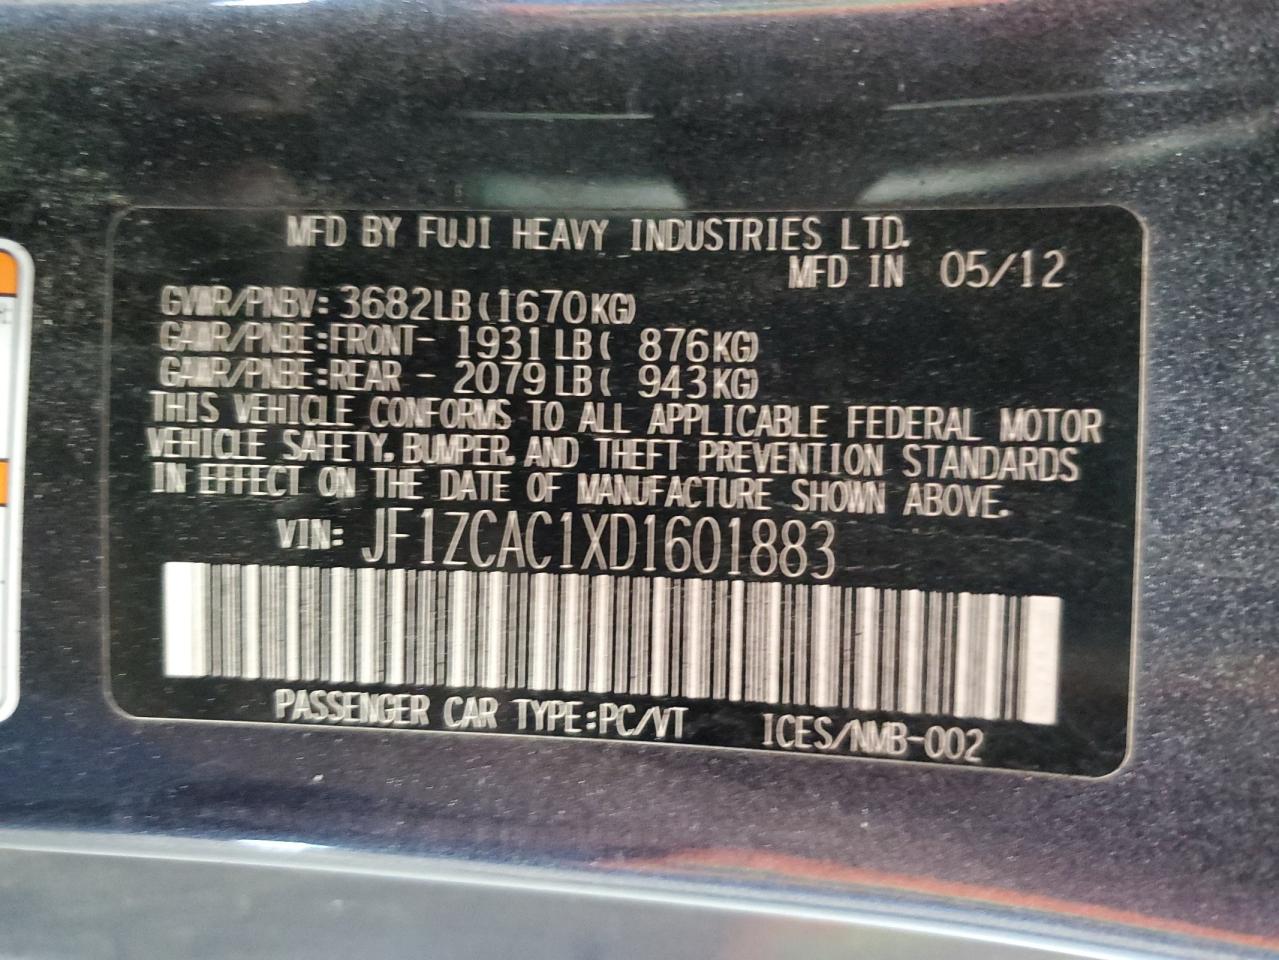 MFD BY FUJI HEAVY INDUSTRIES LTD.
MFD IN 05/12
GVWR/PNBV: 3682LB(1670KG)
GAWR/PNBE:FRONT- 1931LB( 876KG)
GAWR/PNBE:REAR - 2079LB( 943KG)
THIS VEHICLE CONFORMS TO ALL APPLICABLE FEDERAL MOTOR
VEHICLE SAFETY, BUMPER, AND THEFT PREVENTION STANDARDS
IN EFFECT ON THE DATE OF MANUFACTURE SHOWN ABOVE.
VIN: JF1ZCAC1XD1601883
PASSENGER CAR TYPE:PC/VT ICES/NMB-002